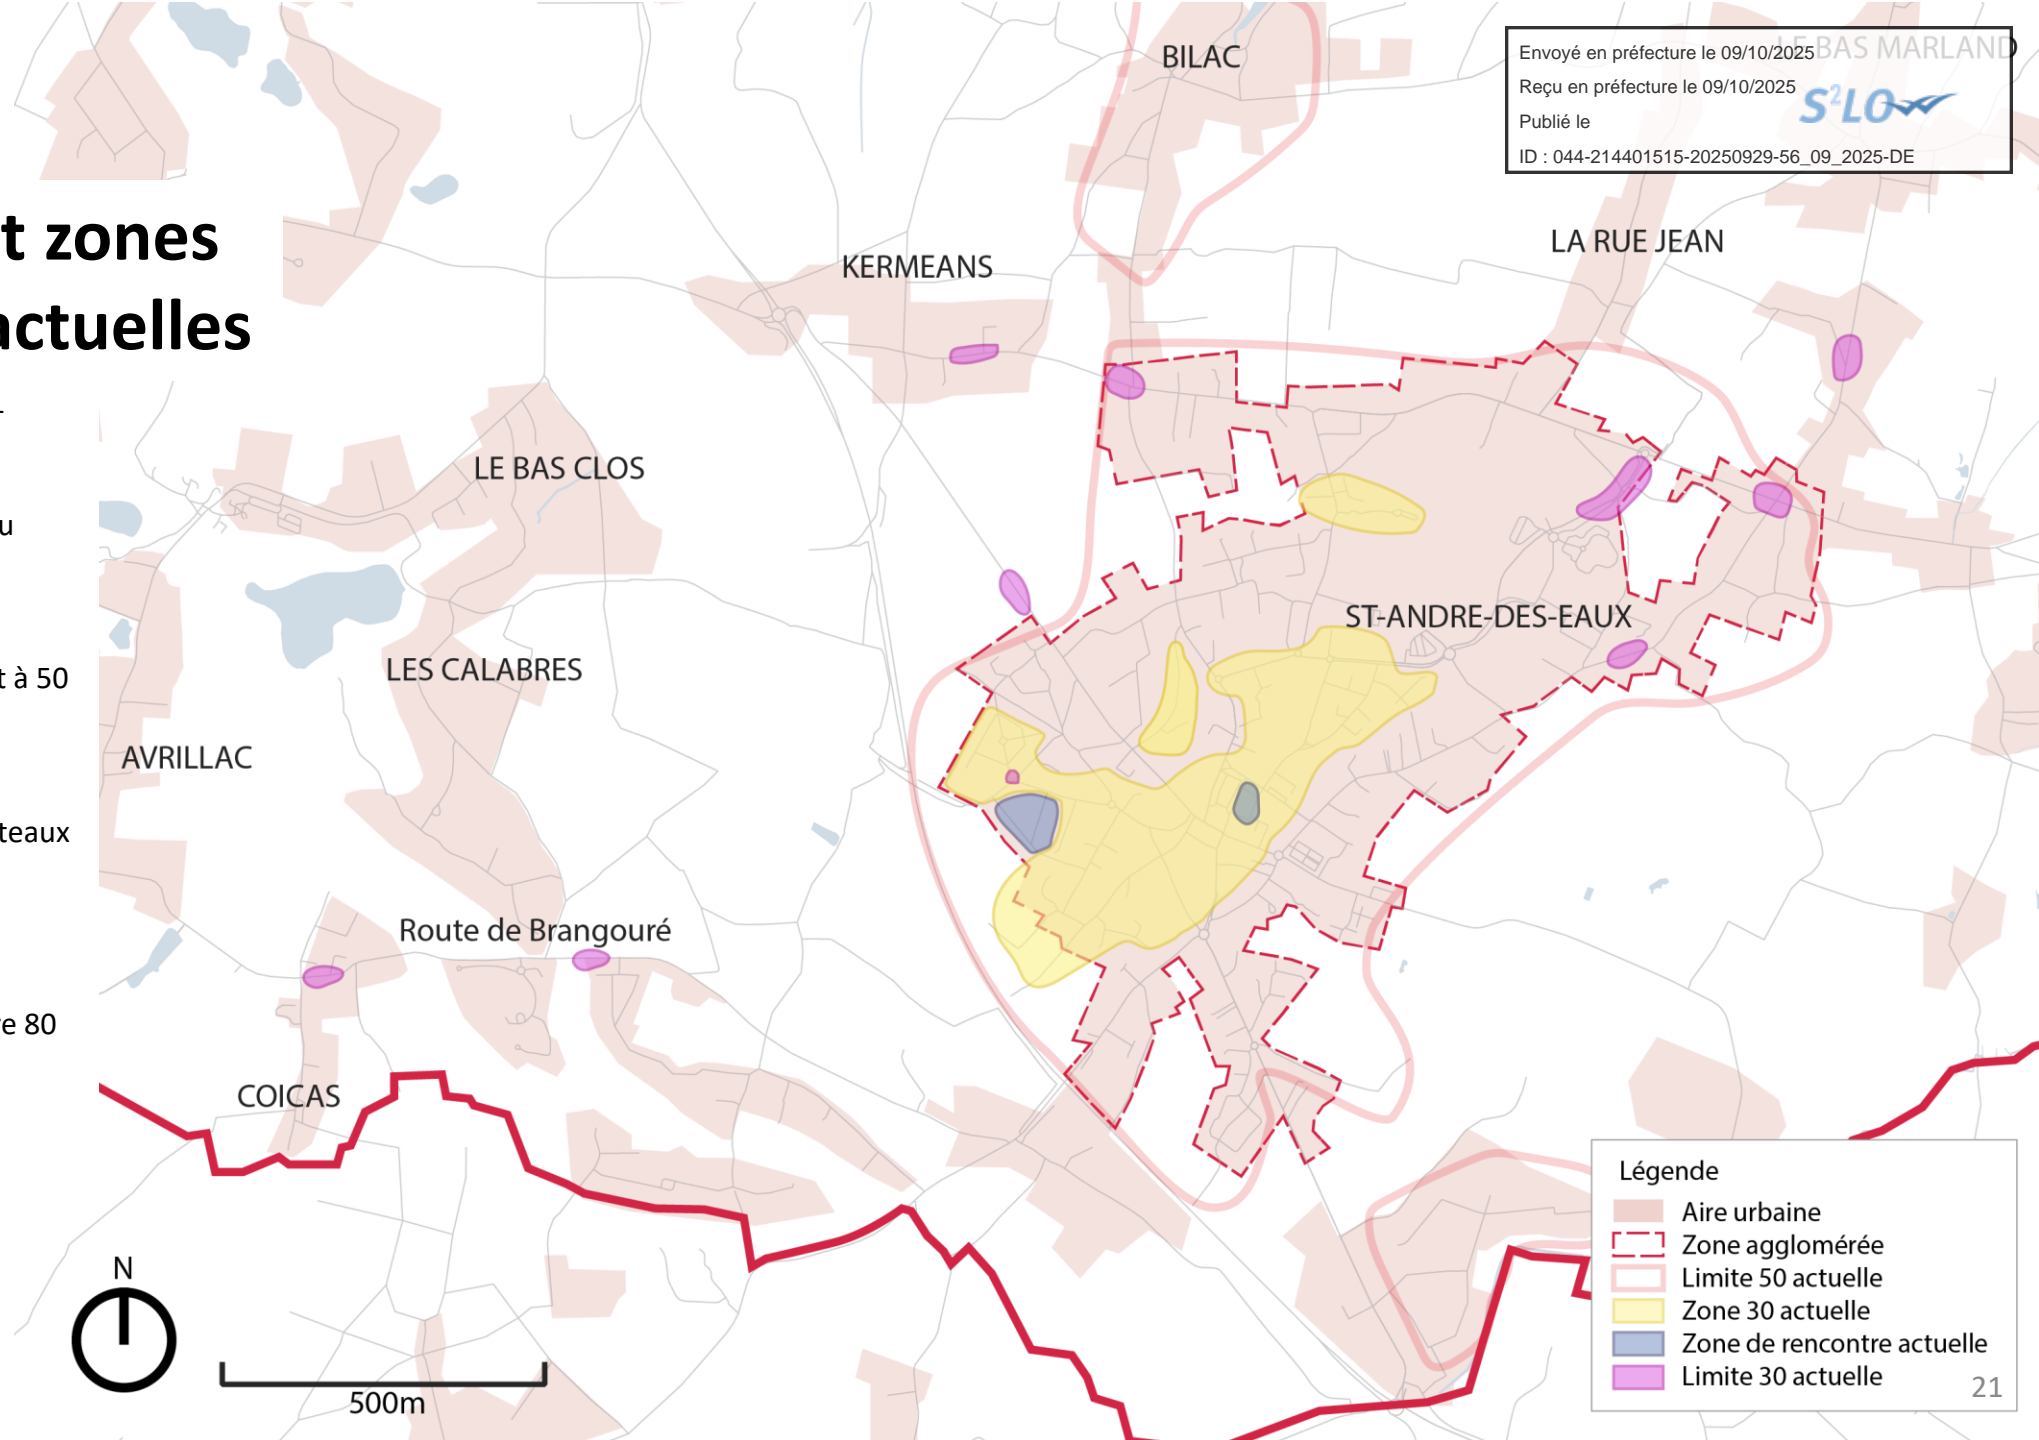 Envoyé en préfecture le 09/10/2025
Reçu en préfecture le 09/10/2025
Publié le
S²LO
ID : 044-214401515-20250929-56_09_2025-DE
LE BAS MARLAND
BILAC
t zones
actuelles
KERMEANS
LA RUE JEAN
LE BAS CLOS
u
ST-ANDRE-DES-EAUX
t à 50
LES CALABRES
AVRILLAC
teaux
Route de Brangouré
re 80
COICAS
N
500m
Légende
Aire urbaine
Zone agglomérée
Limite 50 actuelle
Zone 30 actuelle
Zone de rencontre actuelle
Limite 30 actuelle
21